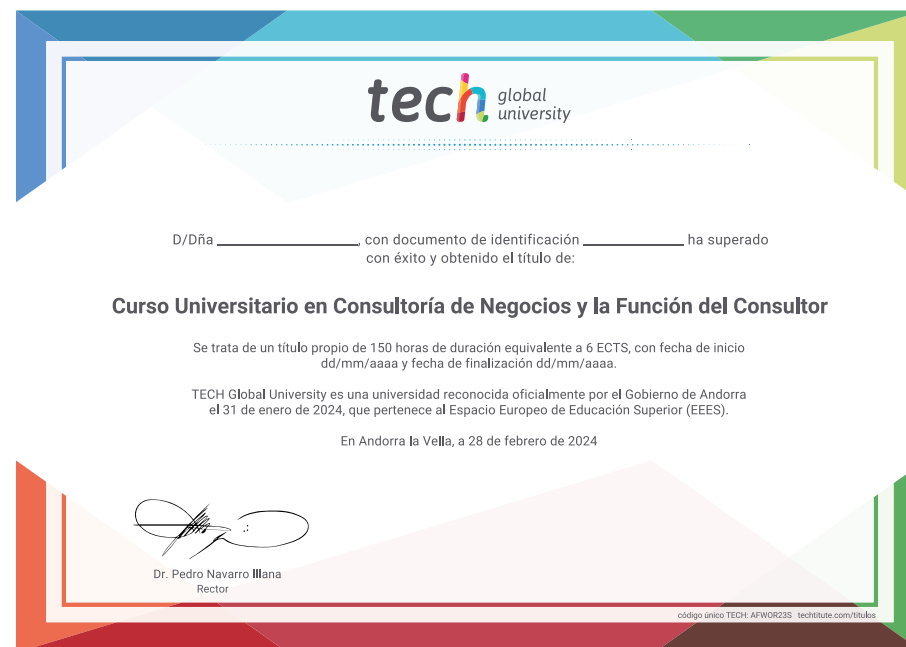 tech global
university
D/Dña ____________________, con documento de identificación ______________ ha superado
con éxito y obtenido el título de:
Curso Universitario en Consultoría de Negocios y la Función del Consultor
Se trata de un título propio de 150 horas de duración equivalente a 6 ECTS, con fecha de inicio
dd/mm/aaaa y fecha de finalización dd/mm/aaaa.
TECH Global University es una universidad reconocida oficialmente por el Gobierno de Andorra
el 31 de enero de 2024, que pertenece al Espacio Europeo de Educación Superior (EEES).
En Andorra la Vella, a 28 de febrero de 2024
Dr. Pedro Navarro Illana
Rector
código único TECH: AFWOR23S techtitute.com/titulos